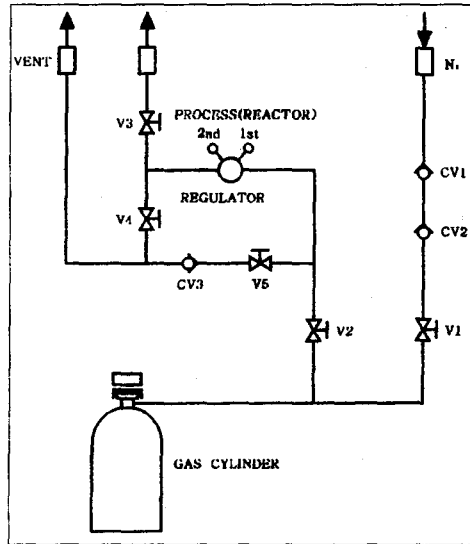 VENT
N₂
V3
PROCESS(REACTOR)
2nd 1st
REGULATOR
V4
CV1
CV2
CV3
V5
V2
V1
GAS CYLINDER